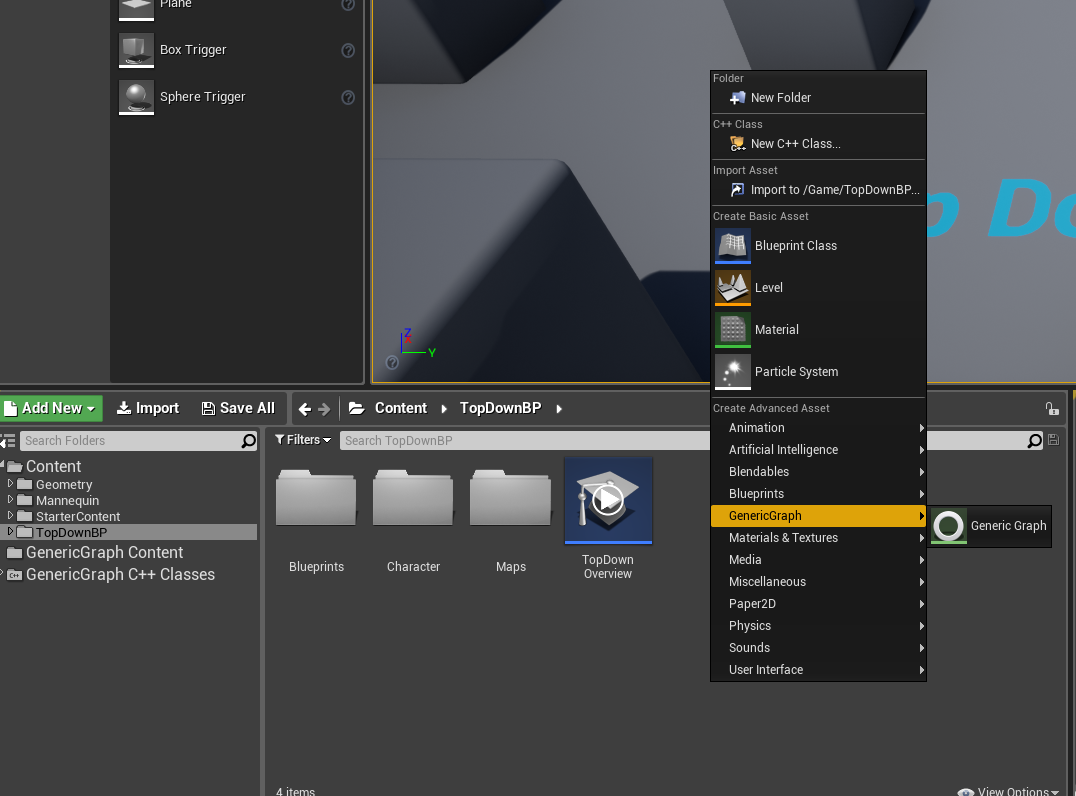 Plane
Box Trigger
Sphere Trigger
Z
Y
p Do
Folder
New Folder
C++ Class
New C++ Class...
Import Asset
Import to /Game/TopDownBP...
Create Basic Asset
Blueprint Class
Level
Material
Particle System
Create Advanced Asset
Animation
Artificial Intelligence
Blendables
Blueprints
GenericGraph
Generic Graph
Materials & Textures
Media
Miscellaneous
Paper2D
Physics
Sounds
User Interface
Add New
Import
Save All
Content
TopDownBP
Search Folders
Filters
Search TopDownBP
Content
Geometry
Mannequin
StarterContent
TopDownBP
GenericGraph Content
GenericGraph C++ Classes
Blueprints
Character
Maps
TopDown
Overview
4 items
View Options